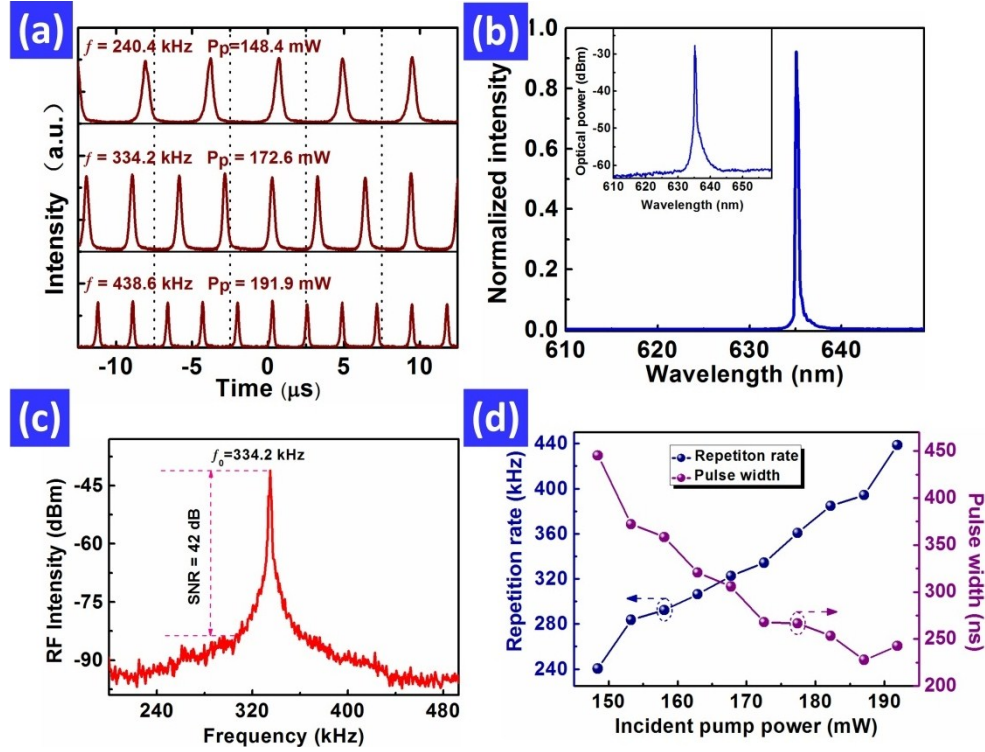 (a)
f = 240.4 kHz Pp=148.4 mW
f = 334.2 kHz Pp = 172.6 mW
f = 438.6 kHz Pp = 191.9 mW
Intensity (a.u.)
-10 -5 0 5 10
Time (μs)
(b)
1.0
0.8
0.6
0.4
0.2
0.0
Normalized intensity
610 620 630 640
Wavelength (nm)
-30
-40
-50
-60
Optical power (dBm)
610 620 630 640 650
Wavelength (nm)
(c)
f0=334.2 kHz
SNR = 42 dB
-45
-60
-75
-90
RF Intensity (dBm)
240 320 400 480
Frequency (kHz)
(d)
Repetiton rate
Pulse width
440
400
360
320
280
240
Repetition rate (kHz)
450
400
350
300
250
200
Pulse width (ns)
150 160 170 180 190
Incident pump power (mW)